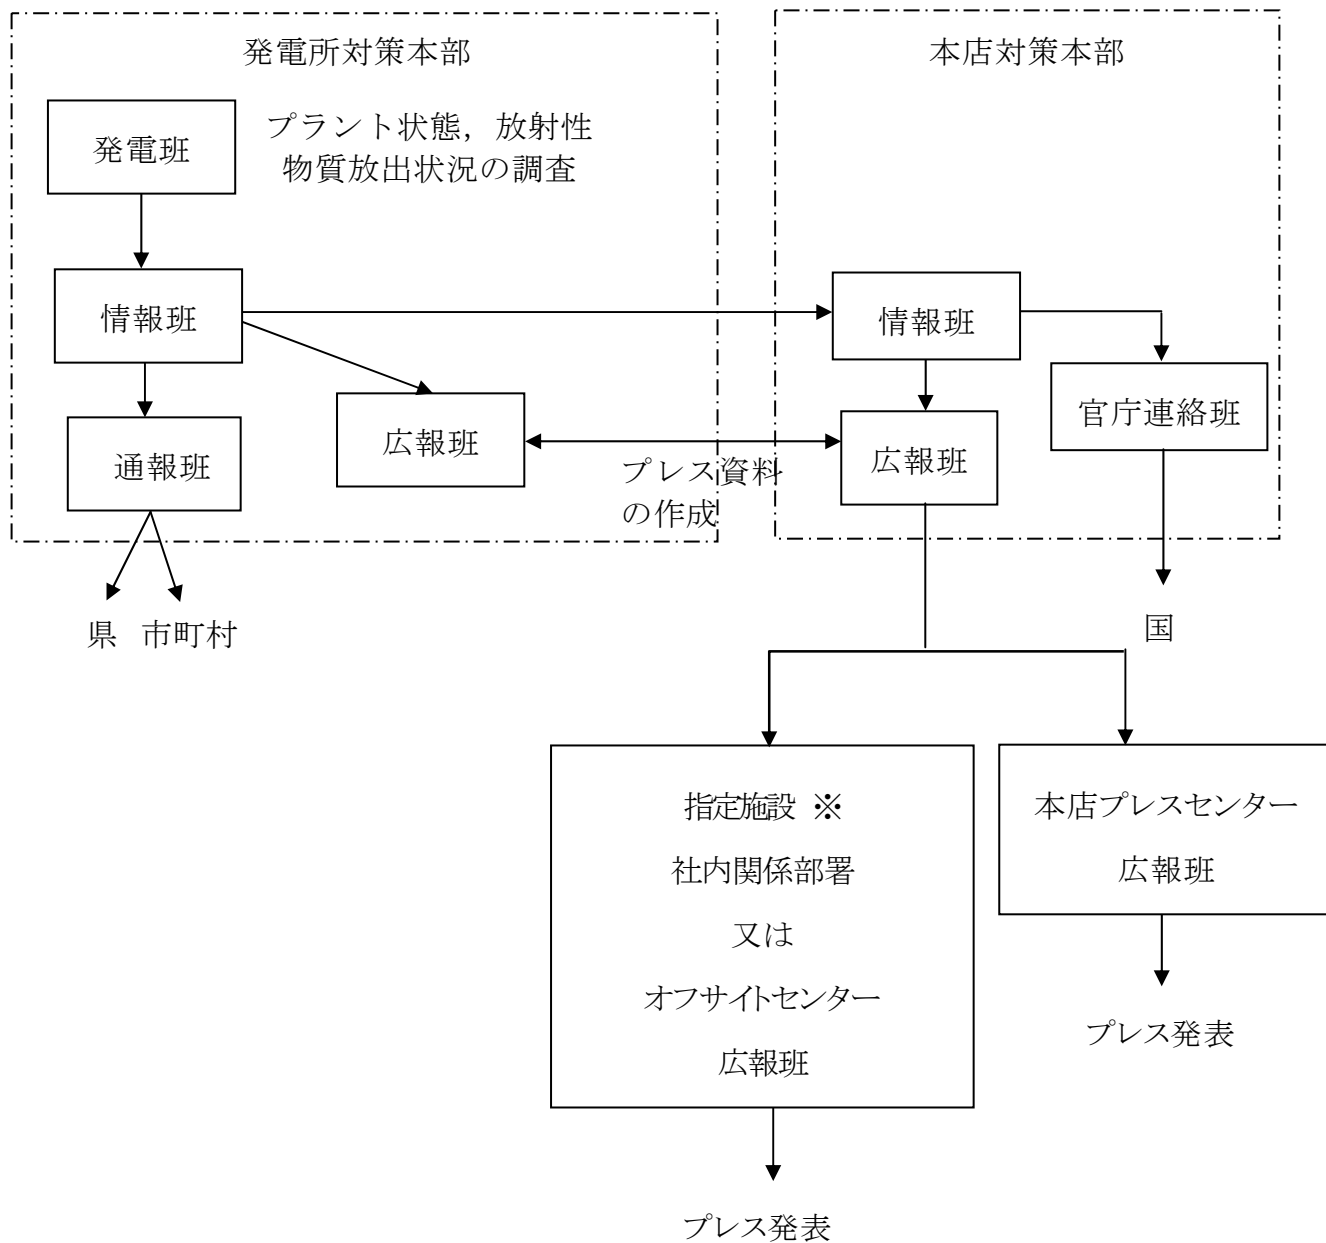 発電所対策本部
発電班
プラント状態，放射性
物質放出状況の調査
情報班
通報班
広報班
県 市町村
プレス資料
の作成
本店対策本部
情報班
官庁連絡班
広報班
国
指定施設 ※
社内関係部署
又は
オフサイトセンター
広報班
プレス発表
本店プレスセンター
広報班
プレス発表